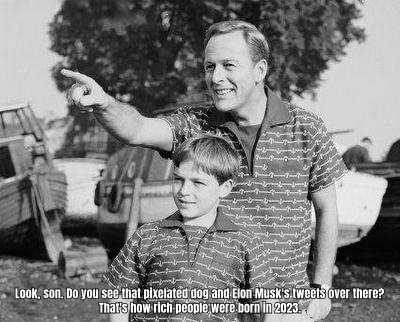 Look, son. Do you see that pixelated dog and Elon Musk's tweets over there?
That's how rich people were born in 2023.